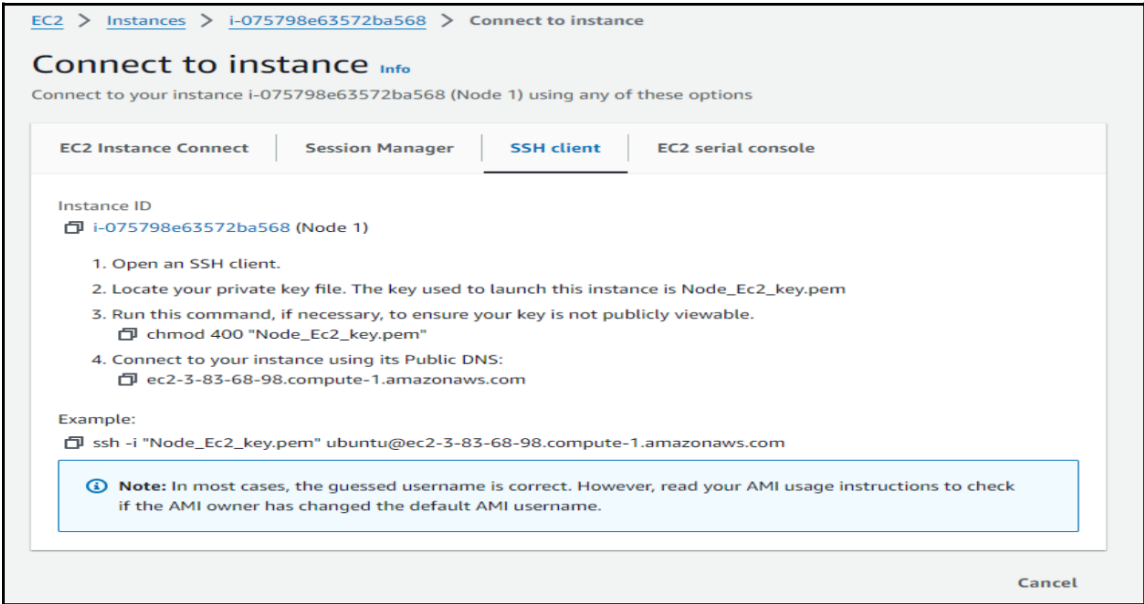 EC2 > Instances > i-075798e63572ba568 > Connect to instance
Connect to instance Info
Connect to your instance i-075798e63572ba568 (Node 1) using any of these options
EC2 Instance Connect Session Manager SSH client EC2 serial console
Instance ID
i-075798e63572ba568 (Node 1)
1. Open an SSH client.
2. Locate your private key file. The key used to launch this instance is Node_Ec2_key.pem
3. Run this command, if necessary, to ensure your key is not publicly viewable.
chmod 400 "Node_Ec2_key.pem"
4. Connect to your instance using its Public DNS:
ec2-3-83-68-98.compute-1.amazonaws.com
Example:
ssh -i "Node_Ec2_key.pem" ubuntu@ec2-3-83-68-98.compute-1.amazonaws.com
Note: In most cases, the guessed username is correct. However, read your AMI usage instructions to check
if the AMI owner has changed the default AMI username.
Cancel